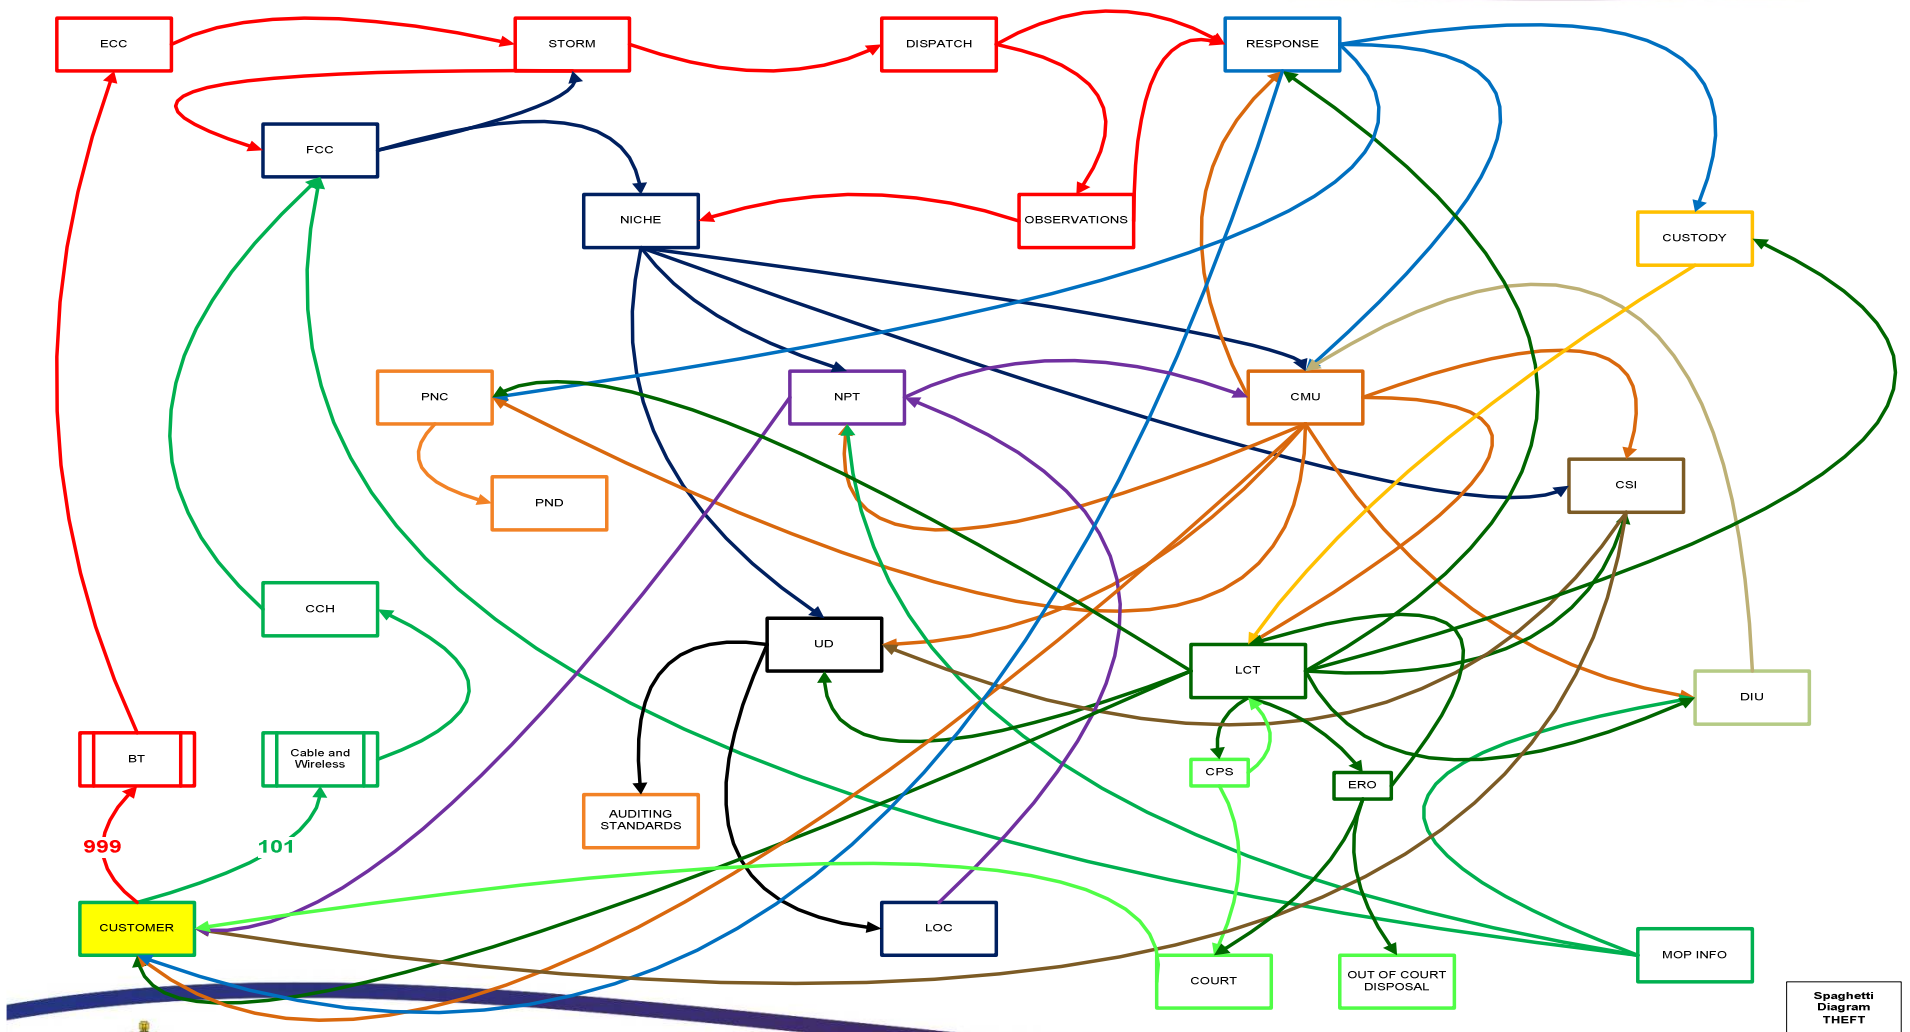 ECC
STORM
DISPATCH
RESPONSE
FCC
NICHE
OBSERVATIONS
CUSTODY
PNC
NPT
CMU
PND
CSI
CCH
UD
LCT
DIU
BT
Cable and
Wireless
CPS
ERO
AUDITING
STANDARDS
999
101
CUSTOMER
LOC
MOP INFO
COURT
OUT OF COURT
DISPOSAL
Spaghetti
Diagram
THEFT